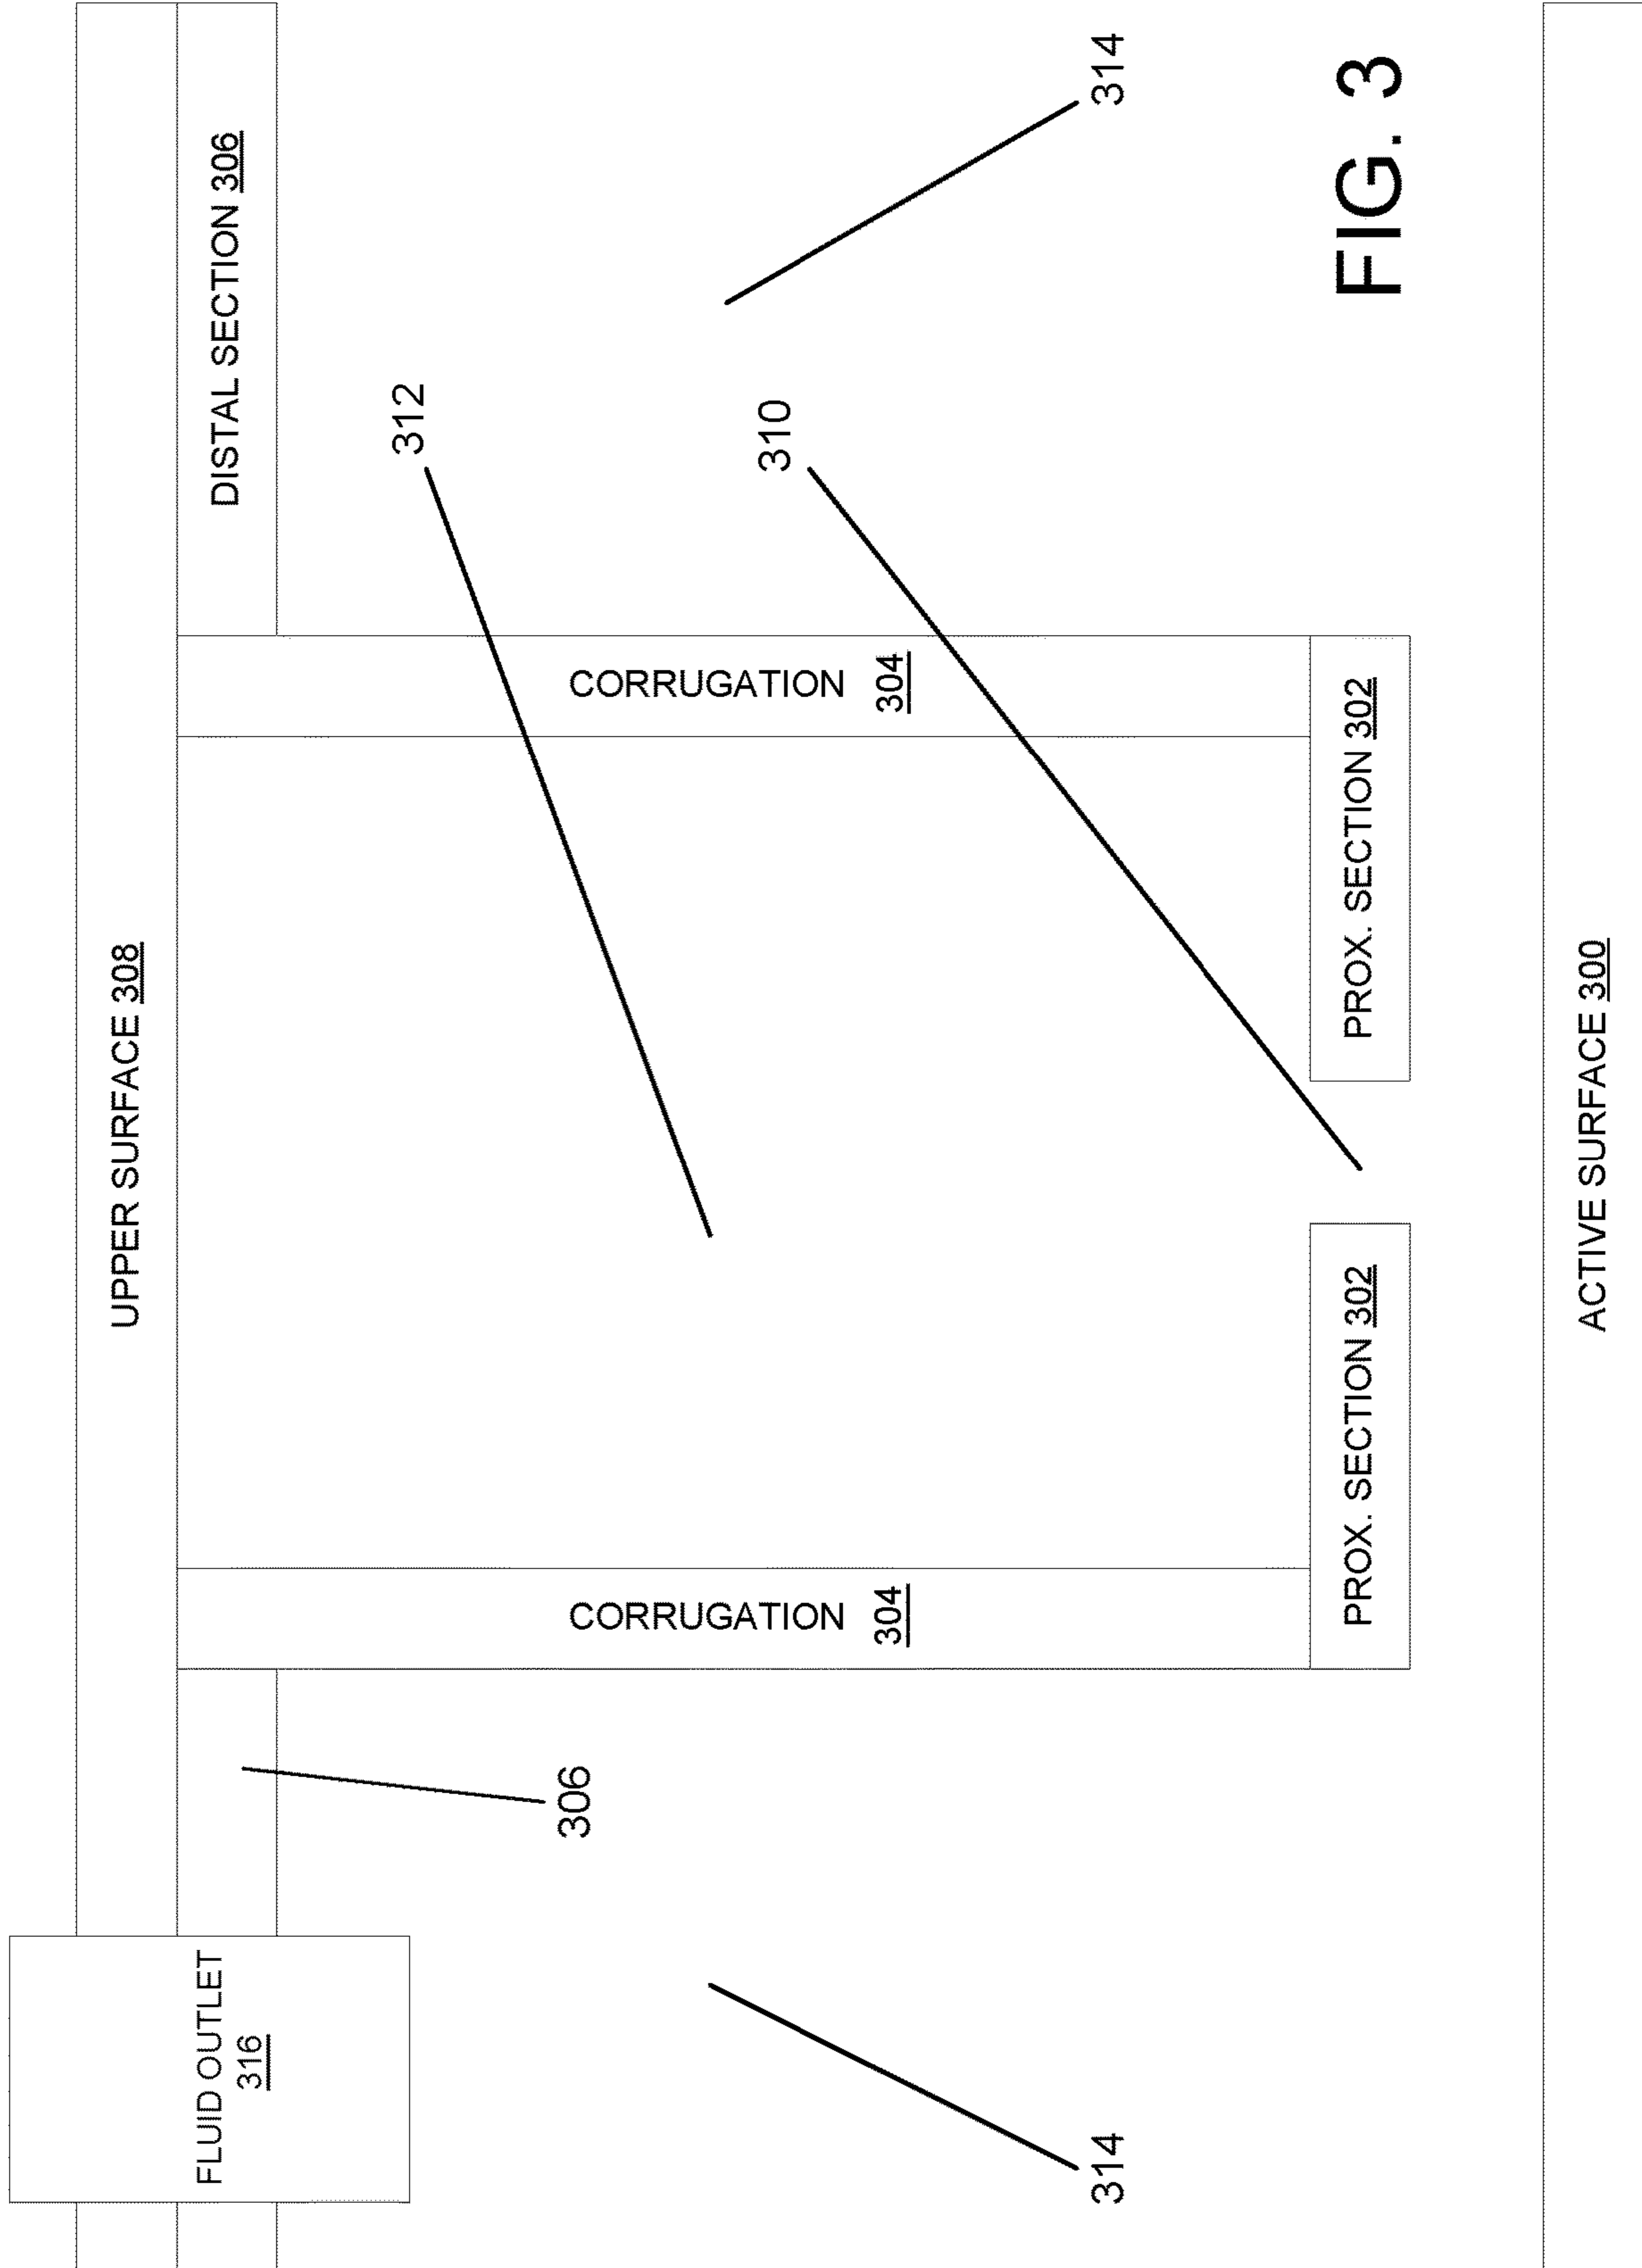 UPPER SURFACE 308
FLUID OUTLET
316
DISTAL SECTION 306
312
306
CORRUGATION
304
CORRUGATION
304
310
314
314
PROX. SECTION 302
PROX. SECTION 302
FIG. 3
ACTIVE SURFACE 300